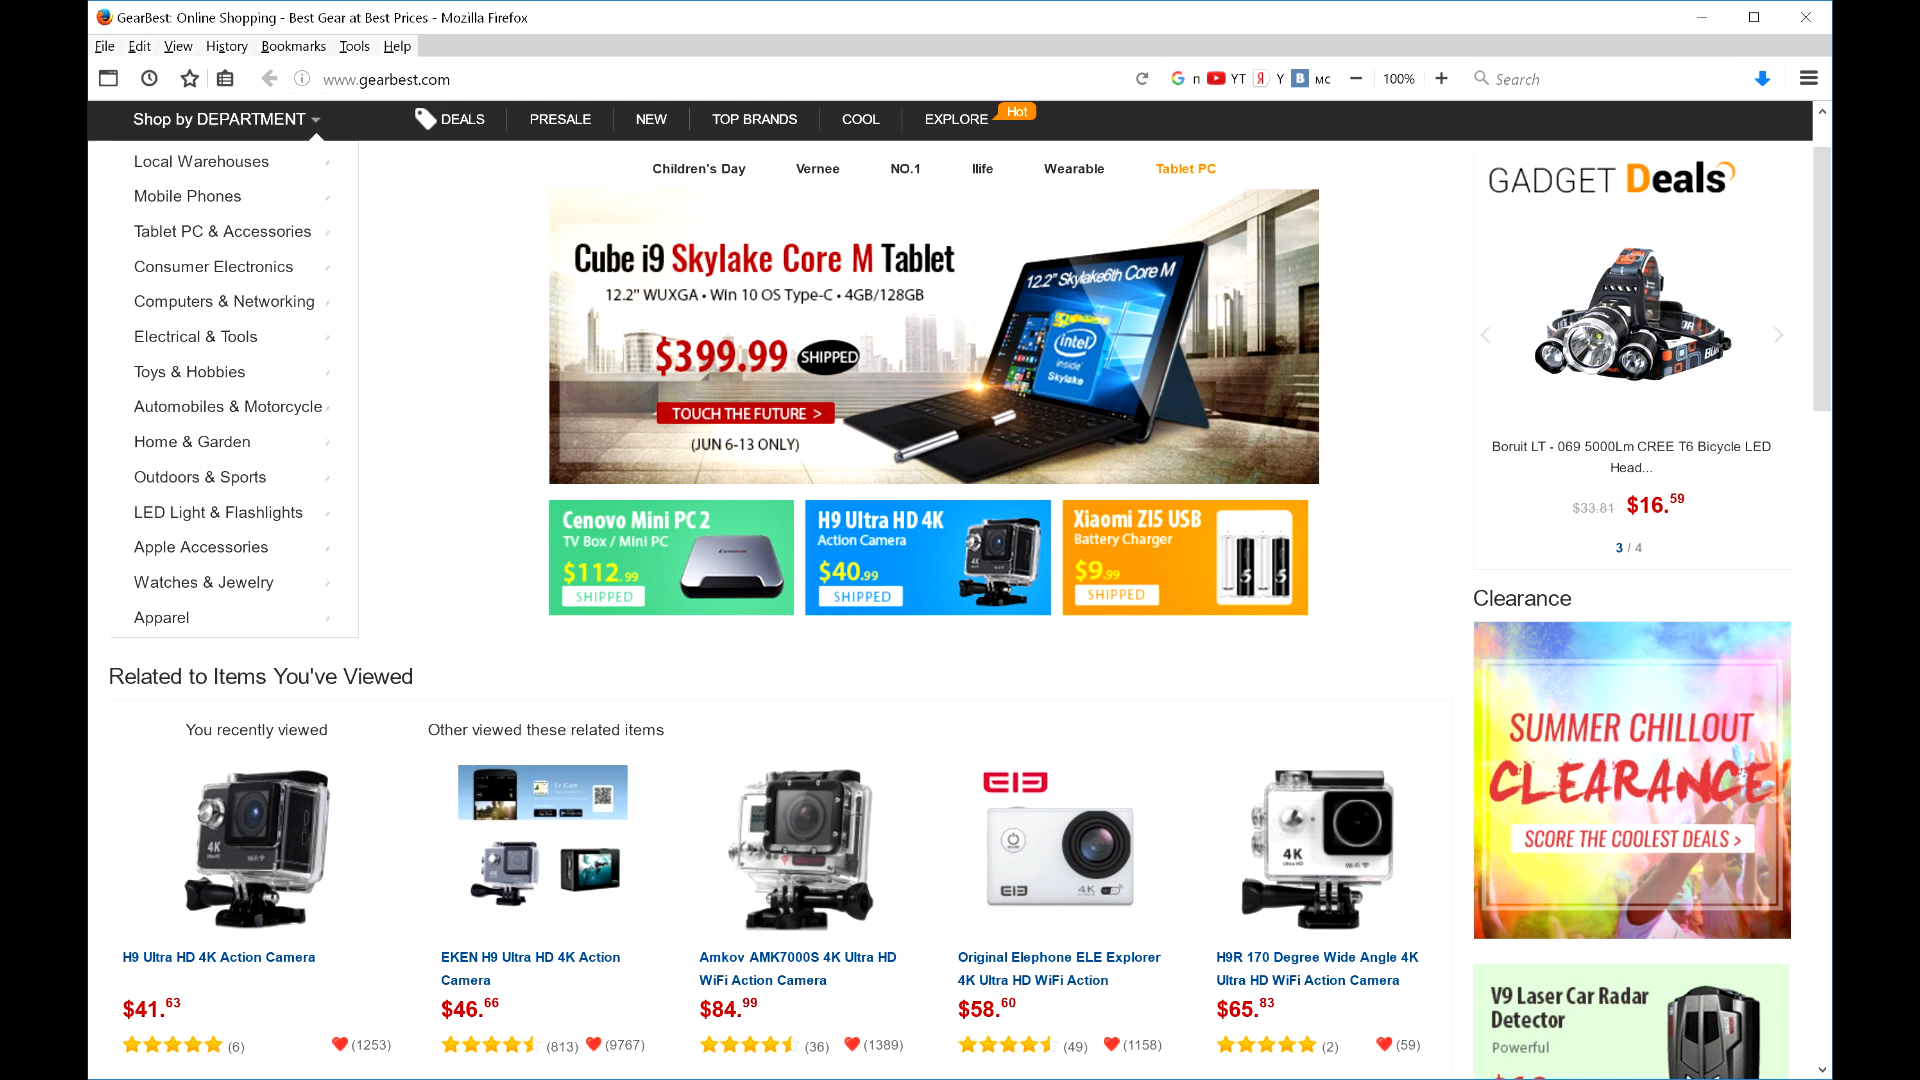 GearBest: Online Shopping - Best Gear at Best Prices - Mozilla Firefox
File Edit View History Bookmarks Tools Help
www.gearbest.com
п YT Я Y B МС 100% Search
Shop by DEPARTMENT
DEALS PRESALE NEW TOP BRANDS COOL EXPLORE Hot
Local Warehouses
Mobile Phones
Tablet PC & Accessories
Consumer Electronics
Computers & Networking
Electrical & Tools
Toys & Hobbies
Automobiles & Motorcycle
Home & Garden
Outdoors & Sports
LED Light & Flashlights
Apple Accessories
Watches & Jewelry
Apparel
Children's Day Vernee NO.1 Ilife Wearable Tablet PC
Cube i9 Skylake Core M Tablet
12.2" WUXGA • Win 10 OS Type-C • 4GB/128GB
$399.99 SHIPPED
TOUCH THE FUTURE >
(JUN 6-13 ONLY)
12.2" Skylake6th Core M
intel
inside
Skylake
Cenovo Mini PC 2
TV Box / Mini PC
$112.99
SHIPPED
H9 Ultra HD 4K
Action Camera
$40.99
SHIPPED
Xiaomi ZI5 USB
Battery Charger
$9.99
SHIPPED
GADGET Deals
Boruit LT - 069 5000Lm CREE T6 Bicycle LED
Head...
$33.81 $16.59
3 / 4
Clearance
SUMMER CHILLOUT
CLEARANCE
SCORE THE COOLEST DEALS >
V9 Laser Car Radar
Detector
Powerful
Related to Items You've Viewed
You recently viewed
Other viewed these related items
4K
WiFi
ELE
ELE
4K
4K
Wi-Fi
H9 Ultra HD 4K Action Camera
$41.63
(6) (1253)
EKEN H9 Ultra HD 4K Action
Camera
$46.66
(813) (9767)
Amkov AMK7000S 4K Ultra HD
WiFi Action Camera
$84.99
(36) (1389)
Original Elephone ELE Explorer
4K Ultra HD WiFi Action
$58.60
(49) (1158)
H9R 170 Degree Wide Angle 4K
Ultra HD WiFi Action Camera
$65.83
(2) (59)